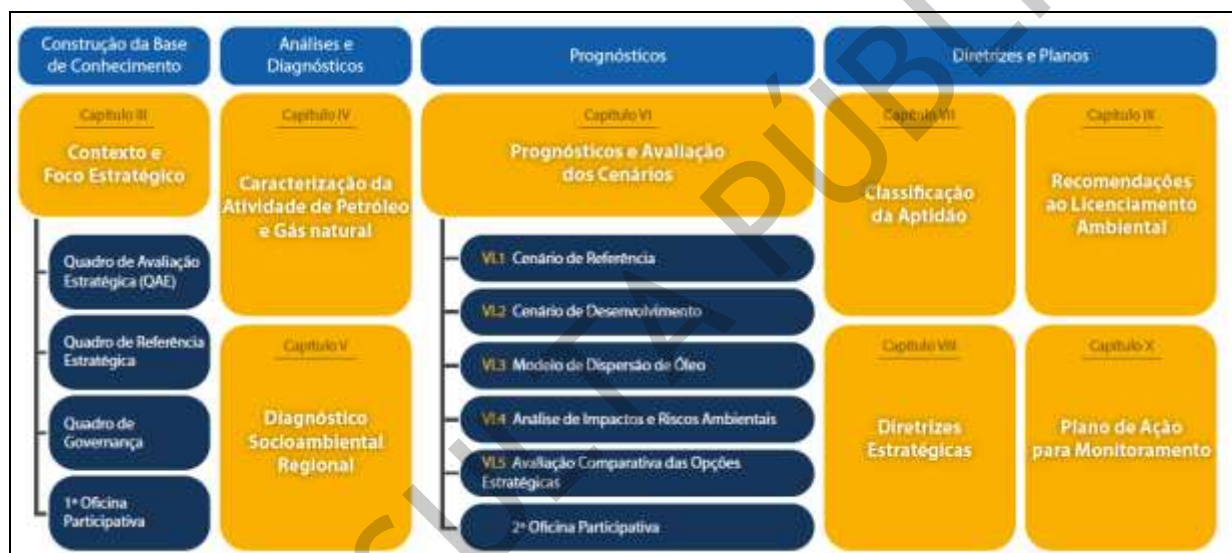 Construção da Base
de Conhecimento
Análises e
Diagnósticos
Prognósticos
Diretrizes e Planos
Capítulo III
Contexto e
Foco Estratégico
Quadro de Avaliação
Estratégica (QAE)
Quadro de Referência
Estratégica
Quadro de
Governança
1ª Oficina
Participativa
Capítulo IV
Caracterização da
Atividade de Petróleo
e Gás natural
Capítulo V
Diagnóstico
Socioambiental
Regional
Capítulo VI
Prognósticos e Avaliação
dos Cenários
VI.1 Cenário de Referência
VI.2 Cenário de Desenvolvimento
VI.3 Modelo de Dispersão de Óleo
VI.4 Análise de Impactos e Riscos Ambientais
VI.5 Avaliação Comparativa das Opções
Estratégicas
2ª Oficina Participativa
Capítulo VII
Classificação
da Aptidão
Capítulo VIII
Diretrizes
Estratégicas
Capítulo IX
Recomendações
ao Licenciamento
Ambiental
Capítulo X
Plano de Ação
para Monitoramento